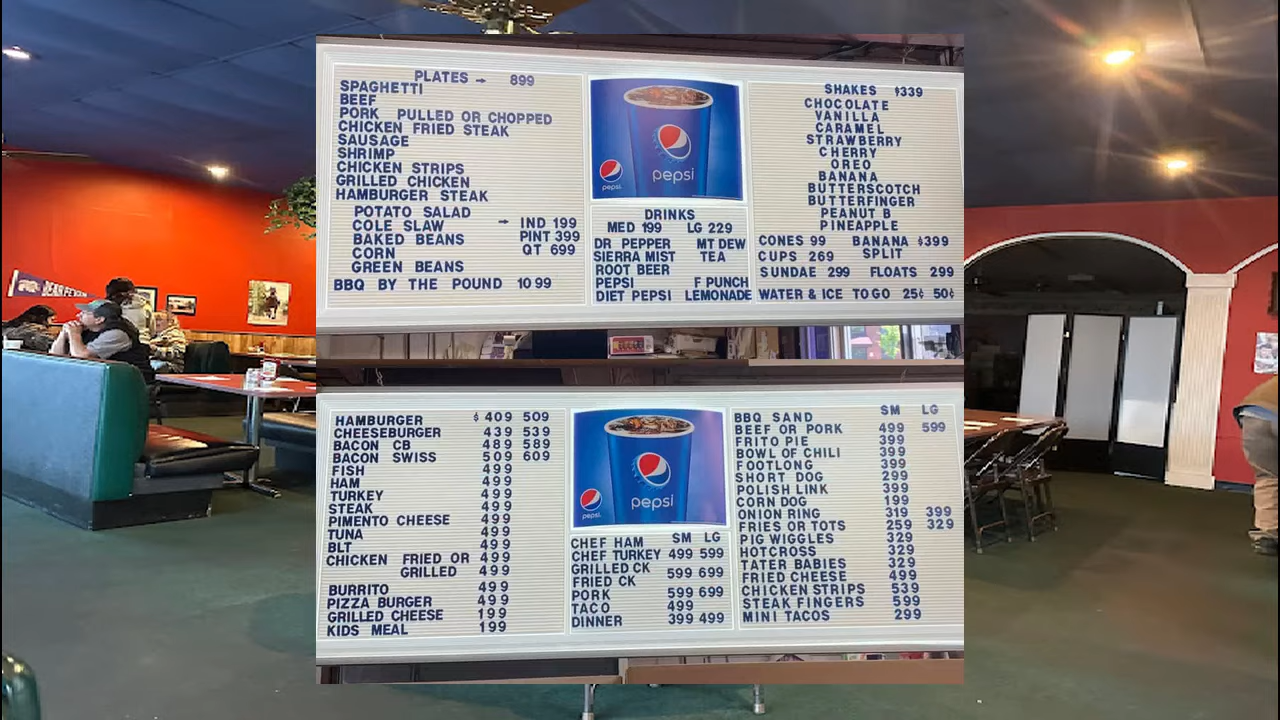 PLATES → 899
SPAGHETTI
BEEF
PORK PULLED OR CHOPPED
CHICKEN FRIED STEAK
SAUSAGE
SHRIMP
CHICKEN STRIPS
GRILLED CHICKEN
HAMBURGER STEAK
POTATO SALAD
COLE SLAW → IND 199
BAKED BEANS PINT 399
CORN QT 699
GREEN BEANS
BBQ BY THE POUND 10 99
pepsi
pepsi
DRINKS
MED 199 LG 229
DR PEPPER MT DEW
SIERRA MIST TEA
ROOT BEER
PEPSI F PUNCH
DIET PEPSI LEMONADE
SHAKES $339
CHOCOLATE
VANILLA
CARAMEL
STRAWBERRY
CHERRY
OREO
BANANA
BUTTERSCOTCH
BUTTERFINGER
PEANUT B
PINEAPPLE
CONES 99 BANANA $399
CUPS 269 SPLIT
SUNDAE 299 FLOATS 299
WATER & ICE TO GO 25¢ 50¢
HAMBURGER $ 409 509
CHEESEBURGER 439 539
BACON CB 489 589
BACON SWISS 509 609
FISH 499
HAM 499
TURKEY 499
STEAK 499
PIMENTO CHEESE 499
TUNA 499
BLT 499
CHICKEN FRIED OR 499
GRILLED 499
BURRITO 499
PIZZA BURGER 499
GRILLED CHEESE 199
KIDS MEAL 199
pepsi
pepsi
SM LG
CHEF HAM
CHEF TURKEY 499 599
GRILLED CK
FRIED CK 599 699
PORK 599 699
TACO 499
DINNER 399 499
SM LG
BBQ SAND
BEEF OR PORK 499 599
FRITO PIE 399
BOWL OF CHILI 399
FOOTLONG 399
SHORT DOG 299
POLISH LINK 399
CORN DOG 199
ONION RING 319 399
FRIES OR TOTS 259 329
PIG WIGGLES 329
HOTCROSS 329
TATER BABIES 329
FRIED CHEESE 499
CHICKEN STRIPS 539
STEAK FINGERS 599
MINI TACOS 299